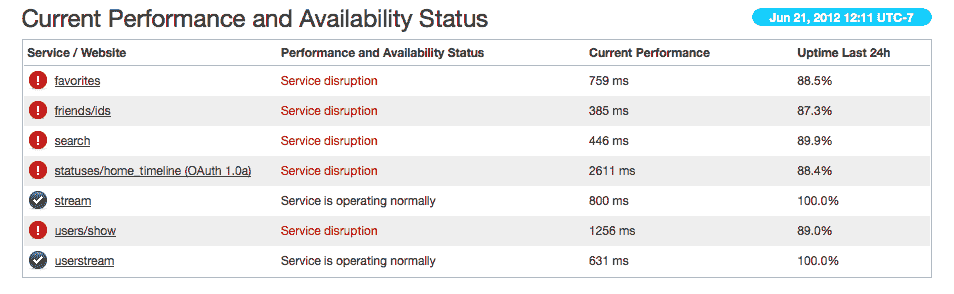 Current Performance and Availability Status
Jun 21, 2012 12:11 UTC-7
Service / Website Performance and Availability Status Current Performance Uptime Last 24h
favorites Service disruption 759 ms 88.5%
friends/ids Service disruption 385 ms 87.3%
search Service disruption 446 ms 89.9%
statuses/home_timeline (OAuth 1.0a) Service disruption 2611 ms 88.4%
stream Service is operating normally 800 ms 100.0%
users/show Service disruption 1256 ms 89.0%
userstream Service is operating normally 631 ms 100.0%